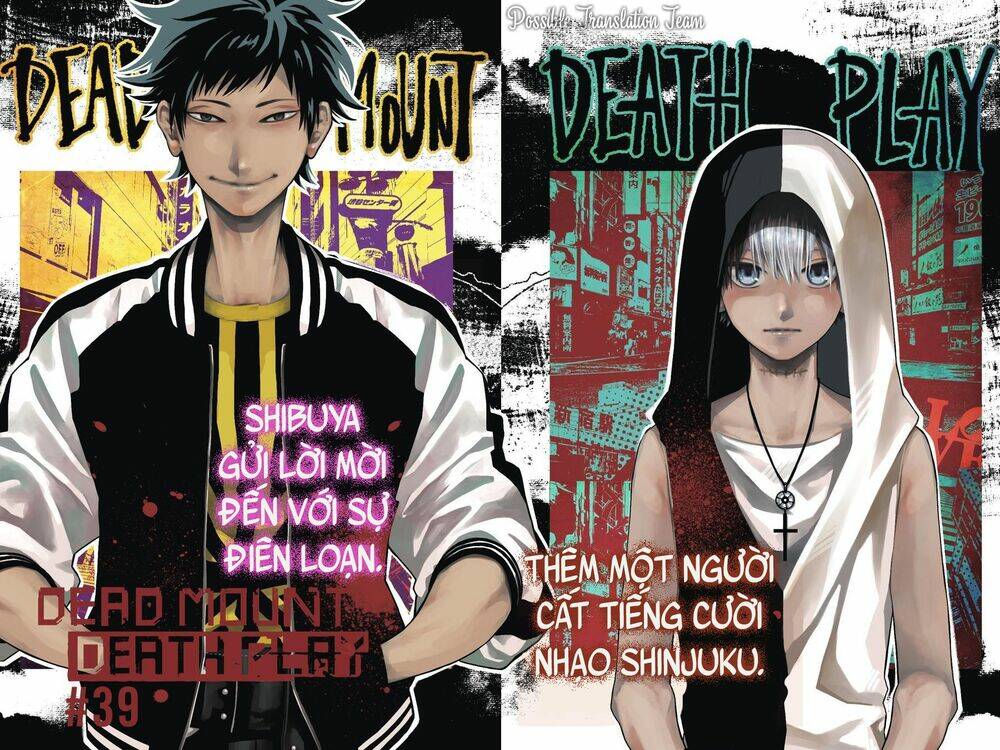 Possible Translation Team
DEAD MOUNT
DEATH PLAY
SHIBUYA
GỬI LỜI MỜI
ĐẾN VỚI SỰ
ĐIÊN LOẠN.
THÊM MỘT NGƯỜI
CẤT TIẾNG CƯỜI
NHẠO SHINJUKU.
DEAD MOUNT
DEATH PLAY
#39